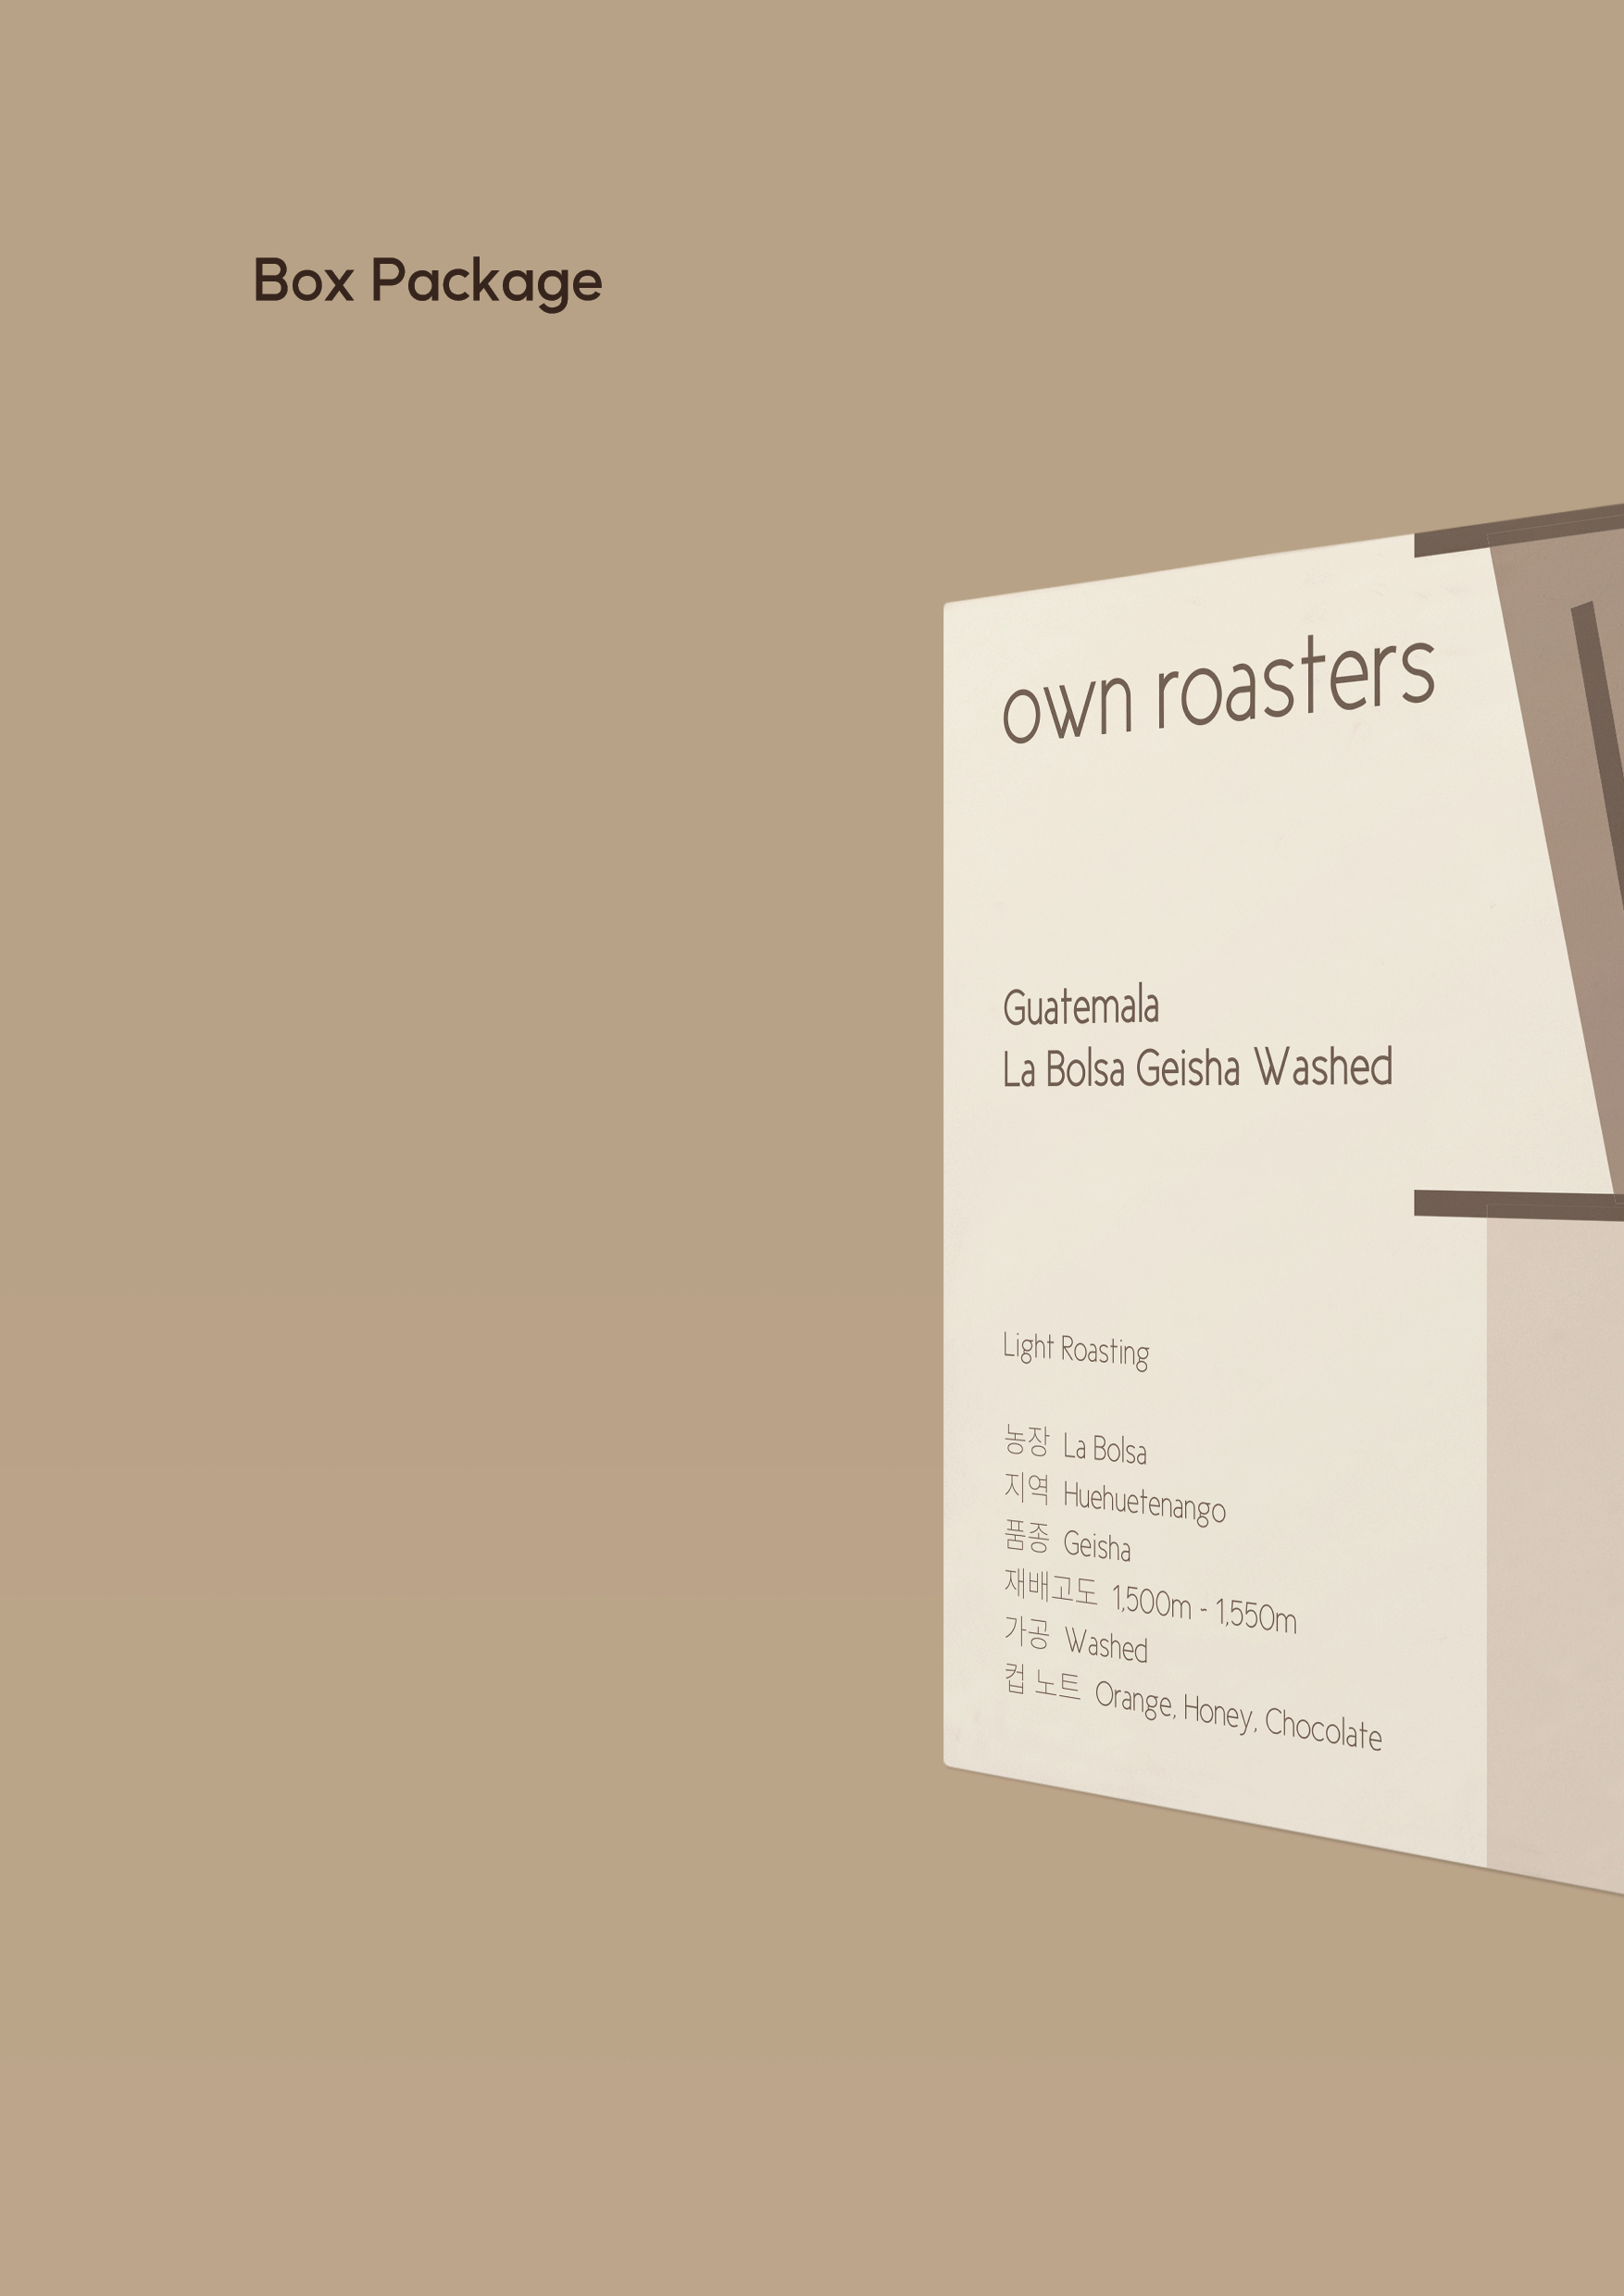 Box Package
own roasters
Guatemala
La Bolsa Geisha Washed
Light Roasting
농장 La Bolsa
지역 Huehuetenango
품종 Geisha
재배고도 1,500m - 1,550m
가공 Washed
컵 노트 Orange, Honey, Chocolate